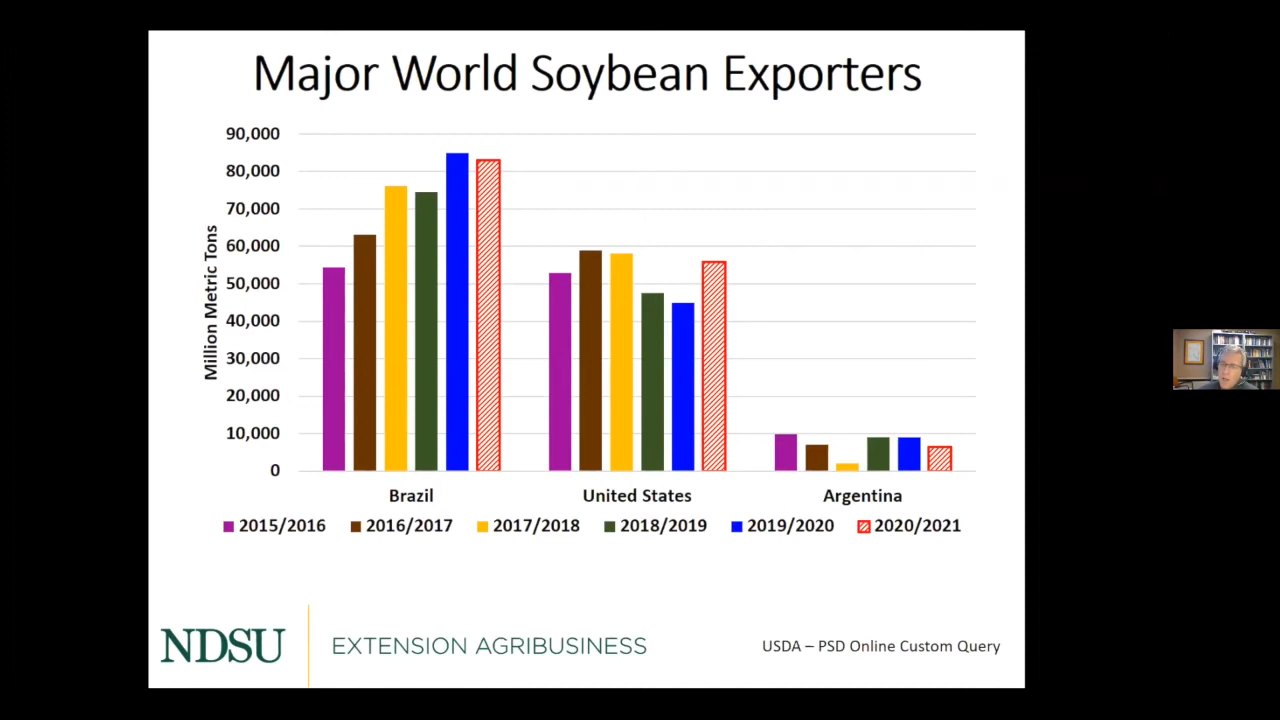 Major World Soybean Exporters
90,000
80,000
70,000
60,000
50,000
40,000
30,000
20,000
10,000
0
Million Metric Tons
Brazil United States Argentina
2015/2016 2016/2017 2017/2018 2018/2019 2019/2020 2020/2021
NDSU EXTENSION AGRIBUSINESS USDA – PSD Online Custom Query